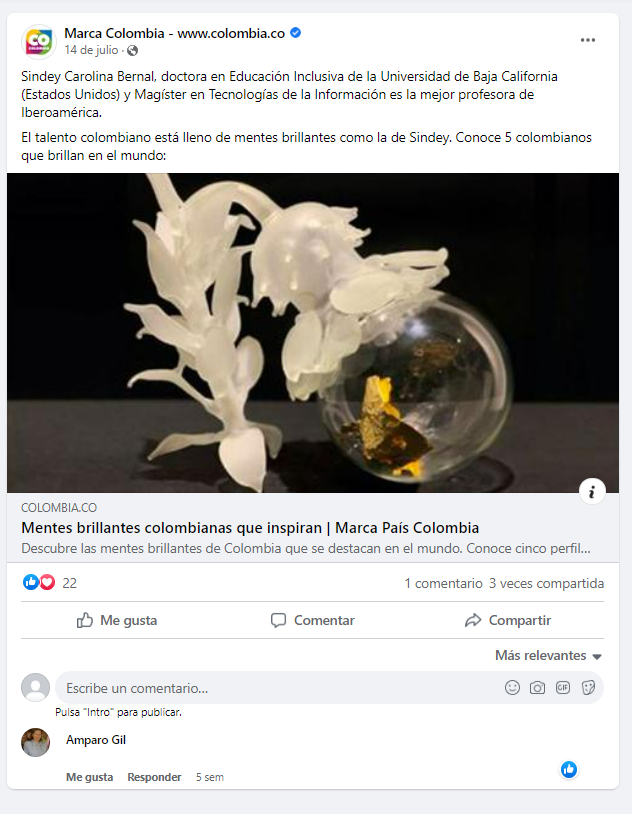 Marca Colombia - www.colombia.co
14 de julio ·
Sindey Carolina Bernal, doctora en Educación Inclusiva de la Universidad de Baja California
(Estados Unidos) y Magíster en Tecnologías de la Información es la mejor profesora de
Iberoamérica.
El talento colombiano está lleno de mentes brillantes como la de Sindey. Conoce 5 colombianos
que brillan en el mundo:
COLOMBIA.CO
Mentes brillantes colombianas que inspiran | Marca País Colombia
Descubre las mentes brillantes de Colombia que se destacan en el mundo. Conoce cinco perfil...
22
1 comentario 3 veces compartida
Me gusta Comentar Compartir
Más relevantes
Escribe un comentario...
GIF
Pulsa "Intro" para publicar.
Amparo Gil
Me gusta Responder 5 sem